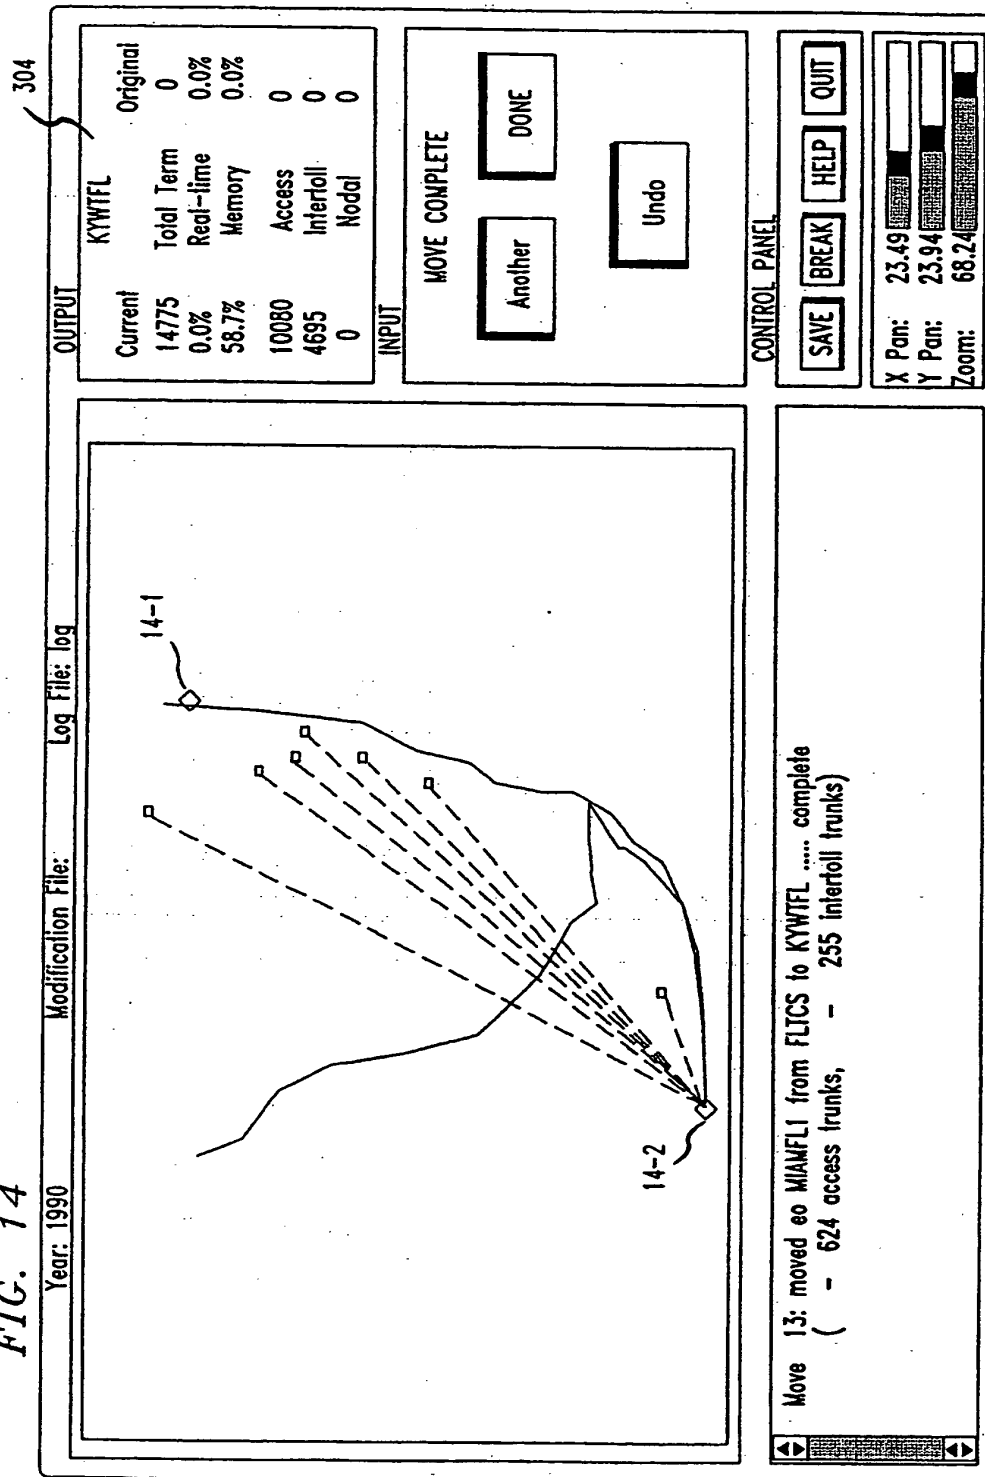 FIG. 14
304
Year: 1990 Modification File: Log File: log
14-1
14-2
OUTPUT
KYWTFL
Current Original
14775 Total Term 0
0.0% Real-time 0.0%
58.7% Memory 0.0%
10080 Access 0
4695 Intertoll 0
0 Nodal 0
INPUT
MOVE COMPLETE
Another DONE
Undo
CONTROL PANEL
SAVE BREAK HELP QUIT
X Pan: 23.49
Y Pan: 23.94
Zoom: 68.24
Move 13: moved eo MIAMFL1 from FLTCS to KYWTFL ..... complete
( - 624 access trunks, - 255 intertoll trunks)